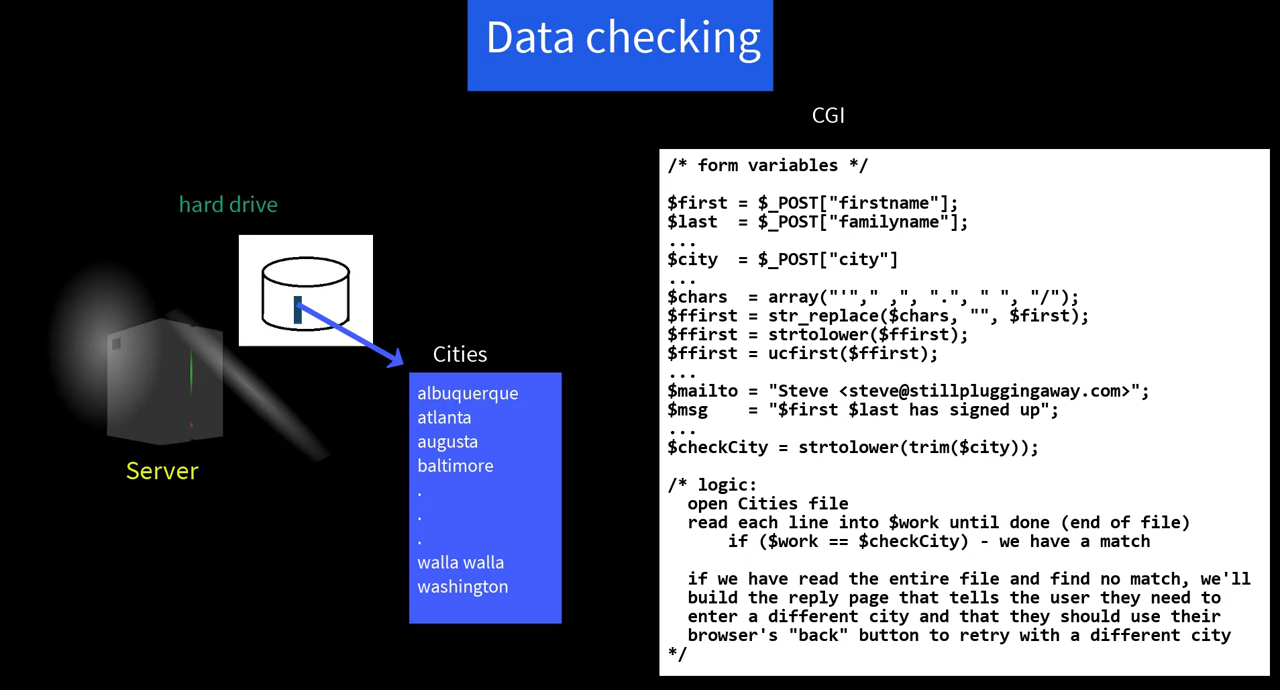 Data checking
CGI
hard drive
Server
Cities
albuquerque
atlanta
augusta
baltimore
.
.
.
walla walla
washington
/* form variables */
$first = $_POST["firstname"];
$last  = $_POST["familyname"];
...
$city  = $_POST["city"]
...
$chars  = array("'"," ,", ".", " ", "/");
$ffirst = str_replace($chars, "", $first);
$ffirst = strtolower($ffirst);
$ffirst = ucfirst($ffirst);
...
$mailto = "Steve <steve@stillpluggingaway.com>";
$msg    = "$first $last has signed up";
...
$checkCity = strtolower(trim($city));
/* logic:
open Cities file
read each line into $work until done (end of file)
if ($work == $checkCity) - we have a match
if we have read the entire file and find no match, we'll
build the reply page that tells the user they need to
enter a different city and that they should use their
browser's "back" button to retry with a different city
*/